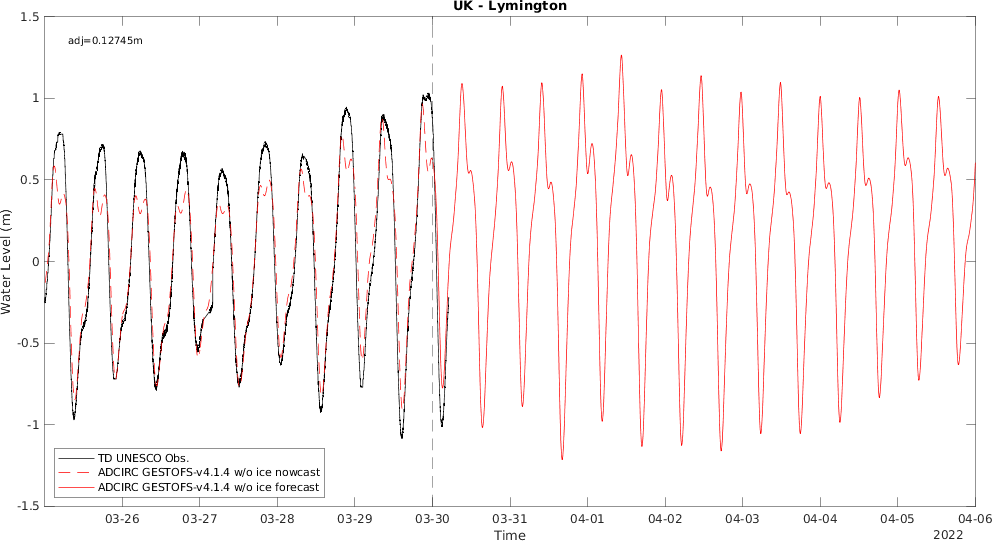 UK - Lymington
adj=0.12745m
1.5
1
0.5
0
-0.5
-1
-1.5
Water Level (m)
TD UNESCO Obs.
ADCIRC GESTOFS-v4.1.4 w/o ice nowcast
ADCIRC GESTOFS-v4.1.4 w/o ice forecast
03-26 03-27 03-28 03-29 03-30 03-31 04-01 04-02 04-03 04-04 04-05 04-06
Time
2022